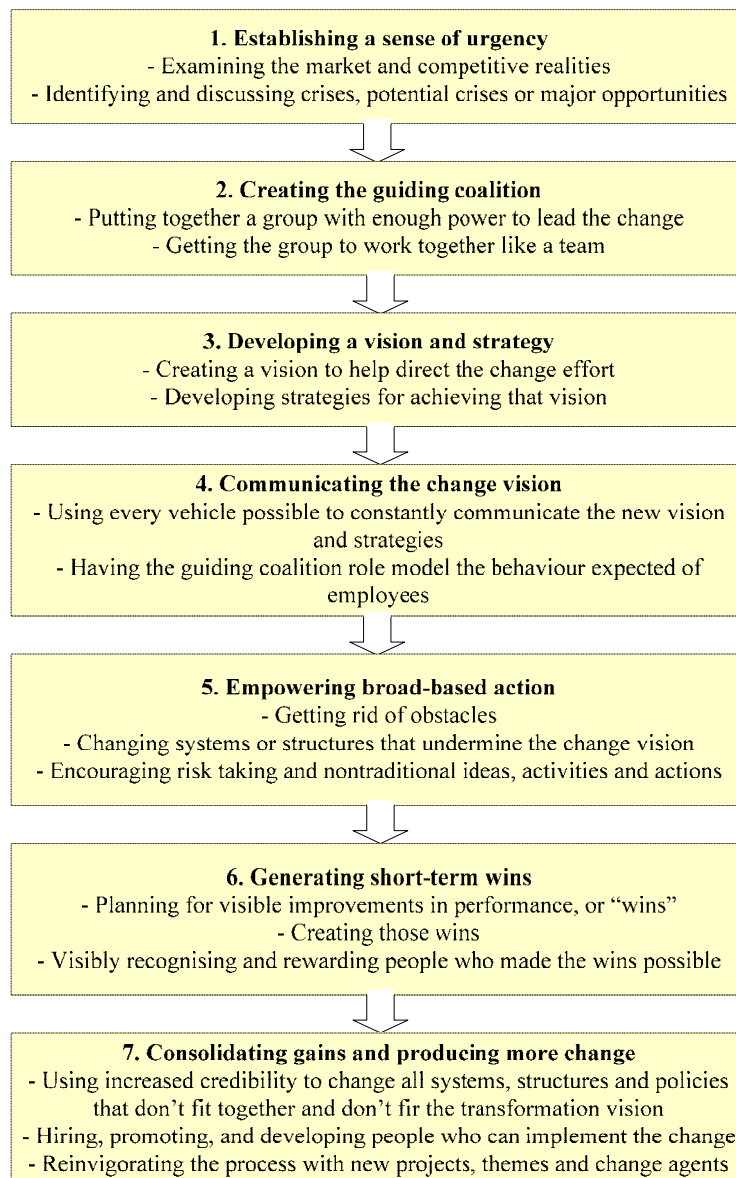 1. Establishing a sense of urgency
- Examining the market and competitive realities
- Identifying and discussing crises, potential crises or major opportunities
2. Creating the guiding coalition
- Putting together a group with enough power to lead the change
- Getting the group to work together like a team
3. Developing a vision and strategy
- Creating a vision to help direct the change effort
- Developing strategies for achieving that vision
4. Communicating the change vision
- Using every vehicle possible to constantly communicate the new vision
and strategies
- Having the guiding coalition role model the behaviour expected of
employees
5. Empowering broad-based action
- Getting rid of obstacles
- Changing systems or structures that undermine the change vision
- Encouraging risk taking and nontraditional ideas, activities and actions
6. Generating short-term wins
- Planning for visible improvements in performance, or “wins”
- Creating those wins
- Visibly recognising and rewarding people who made the wins possible
7. Consolidating gains and producing more change
- Using increased credibility to change all systems, structures and policies
that don’t fit together and don’t fir the transformation vision
- Hiring, promoting, and developing people who can implement the change
- Reinvigorating the process with new projects, themes and change agents